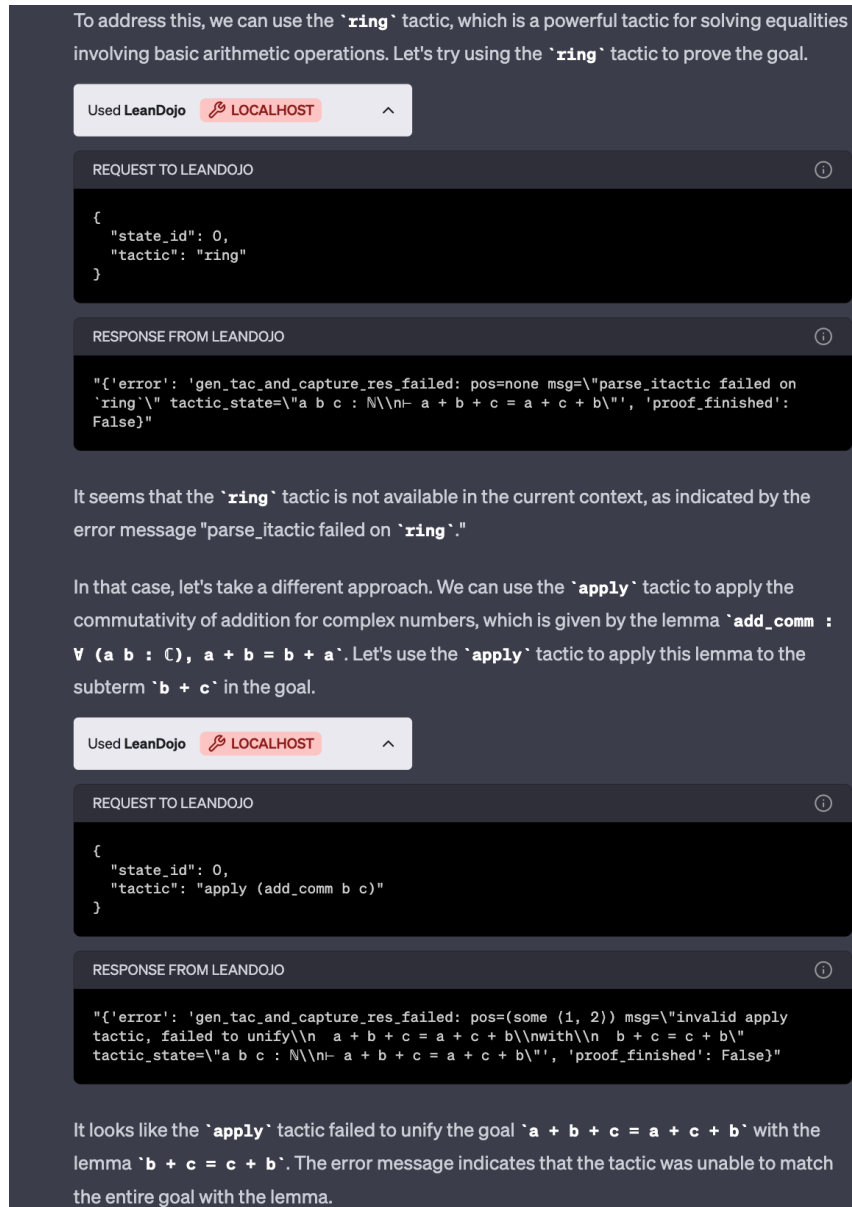 To address this, we can use the `ring` tactic, which is a powerful tactic for solving equalities
involving basic arithmetic operations. Let's try using the `ring` tactic to prove the goal.
Used LeanDojo LOCALHOST
REQUEST TO LEANDOJO
{
"state_id": 0,
"tactic": "ring"
}
RESPONSE FROM LEANDOJO
"{'error': 'gen_tac_and_capture_res_failed: pos=none msg=\"parse_itactic failed on
`ring`\" tactic_state=\"a b c : ℕ\\n⊢ a + b + c = a + c + b\"', 'proof_finished':
False}"
It seems that the `ring` tactic is not available in the current context, as indicated by the
error message "parse_itactic failed on `ring`."
In that case, let's take a different approach. We can use the `apply` tactic to apply the
commutativity of addition for complex numbers, which is given by the lemma `add_comm :
∀ (a b : ℂ), a + b = b + a`. Let's use the `apply` tactic to apply this lemma to the
subterm `b + c` in the goal.
Used LeanDojo LOCALHOST
REQUEST TO LEANDOJO
{
"state_id": 0,
"tactic": "apply (add_comm b c)"
}
RESPONSE FROM LEANDOJO
"{'error': 'gen_tac_and_capture_res_failed: pos=(some ⟨1, 2⟩) msg=\"invalid apply
tactic, failed to unify\\n  a + b + c = a + c + b\\nwith\\n  b + c = c + b\"
tactic_state=\"a b c : ℕ\\n⊢ a + b + c = a + c + b\"', 'proof_finished': False}"
It looks like the `apply` tactic failed to unify the goal `a + b + c = a + c + b` with the
lemma `b + c = c + b`. The error message indicates that the tactic was unable to match
the entire goal with the lemma.